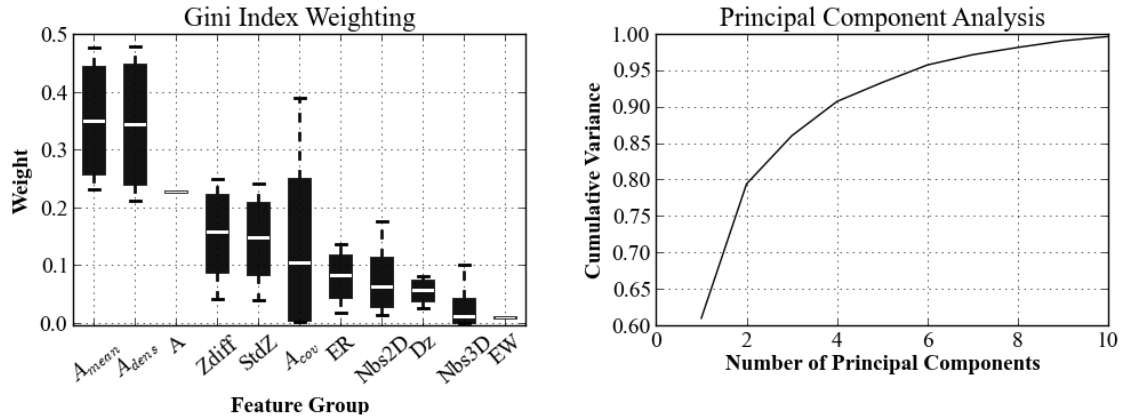 Gini Index Weighting
0.5
0.4
0.3
0.2
0.1
0.0
Weight
A_mean
A_dens
A
Zdiff
StdZ
A_cov
ER
Nbs2D
Dz
Nbs3D
EW
Feature Group
Principal Component Analysis
1.00
0.95
0.90
0.85
0.80
0.75
0.70
0.65
0.60
Cumulative Variance
0 2 4 6 8 10
Number of Principal Components